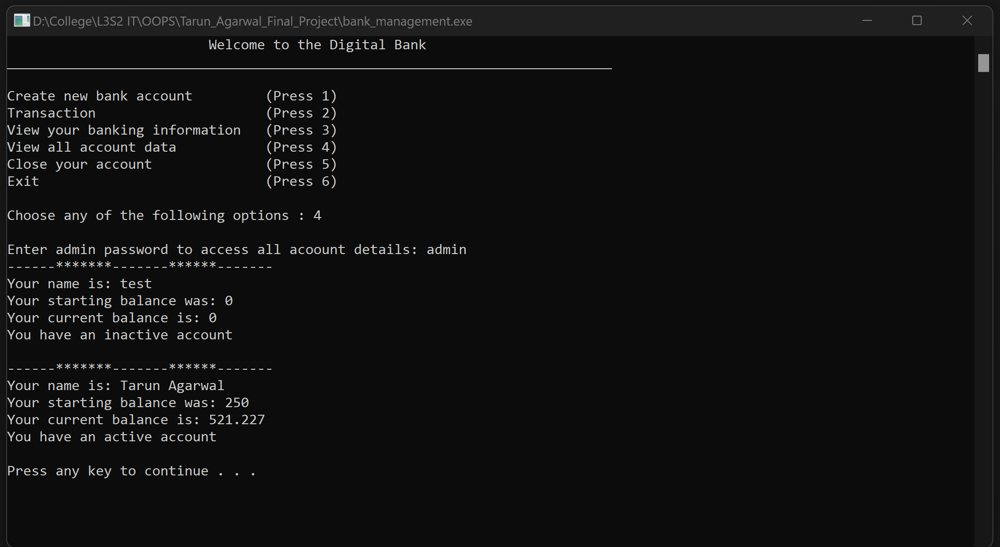 D:\College\L3S2 IT\OOPS\Tarun_Agarwal_Final_Project\bank_management.exe
Welcome to the Digital Bank
Create new bank account (Press 1)
Transaction (Press 2)
View your banking information (Press 3)
View all account data (Press 4)
Close your account (Press 5)
Exit (Press 6)
Choose any of the following options : 4
Enter admin password to access all acoount details: admin
------*******-------******-------
Your name is: test
Your starting balance was: 0
Your current balance is: 0
You have an inactive account
------*******-------******-------
Your name is: Tarun Agarwal
Your starting balance was: 250
Your current balance is: 521.227
You have an active account
Press any key to continue . . .